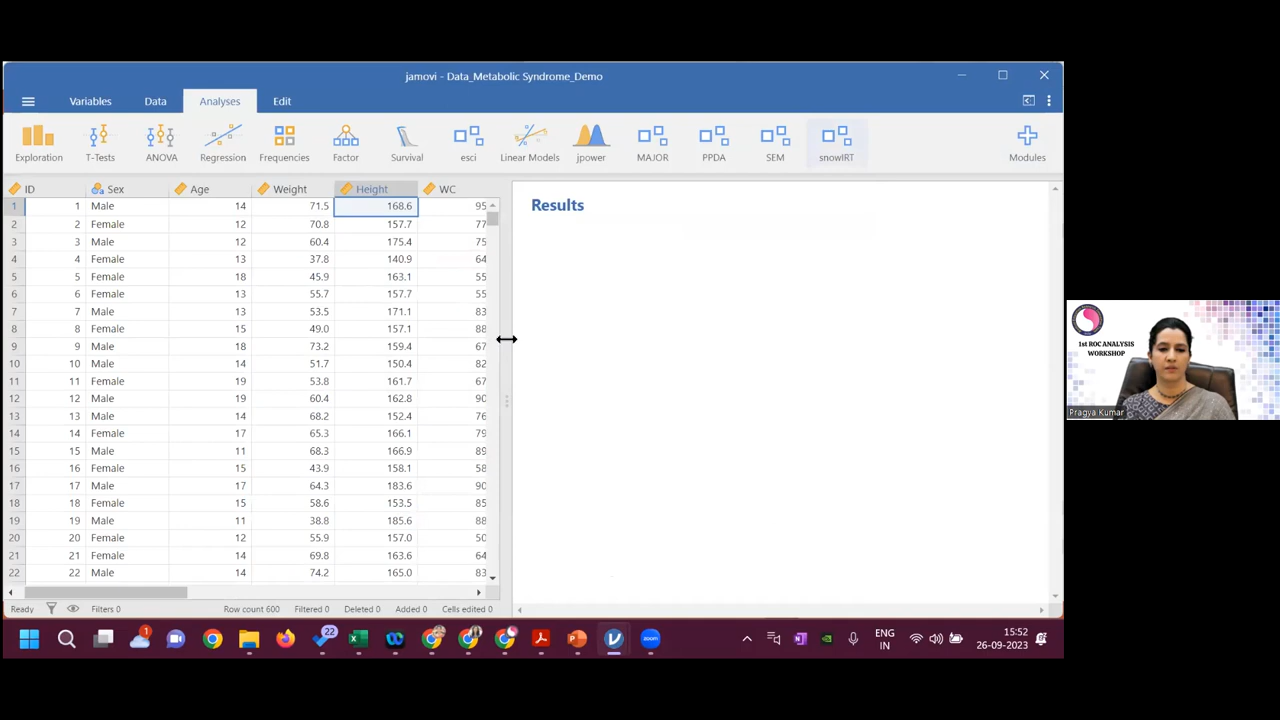 jamovi - Data_Metabolic Syndrome_Demo
Variables Data Analyses Edit
Exploration T-Tests ANOVA Regression Frequencies Factor Survival esci Linear Models jpower MAJOR PPDA SEM snowIRT Modules
ID Sex Age Weight Height WC
1 1 Male 14 71.5 168.6 95
2 2 Female 12 70.8 157.7 77
3 3 Male 12 60.4 175.4 75
4 4 Female 13 37.8 140.9 64
5 5 Female 18 45.9 163.1 55
6 6 Female 13 55.7 157.7 55
7 7 Male 13 53.5 171.1 83
8 8 Female 15 49.0 157.1 88
9 9 Male 18 73.2 159.4 67
10 10 Male 14 51.7 150.4 82
11 11 Female 19 53.8 161.7 67
12 12 Male 19 60.4 162.8 90
13 13 Male 14 68.2 152.4 76
14 14 Female 17 65.3 166.1 79
15 15 Male 11 68.3 166.9 89
16 16 Female 15 43.9 158.1 58
17 17 Male 17 64.3 183.6 90
18 18 Female 15 58.6 153.5 85
19 19 Male 11 38.8 185.6 88
20 20 Female 12 55.9 157.0 50
21 21 Female 14 69.8 163.6 64
22 22 Male 14 74.2 165.0 83
Ready Filters 0 Row count 600 Filtered 0 Deleted 0 Added 0 Cells edited 0
Results
1st ROC ANALYSIS
WORKSHOP
Pragya Kumar
1 22 ENG
IN
15:52
26-09-2023